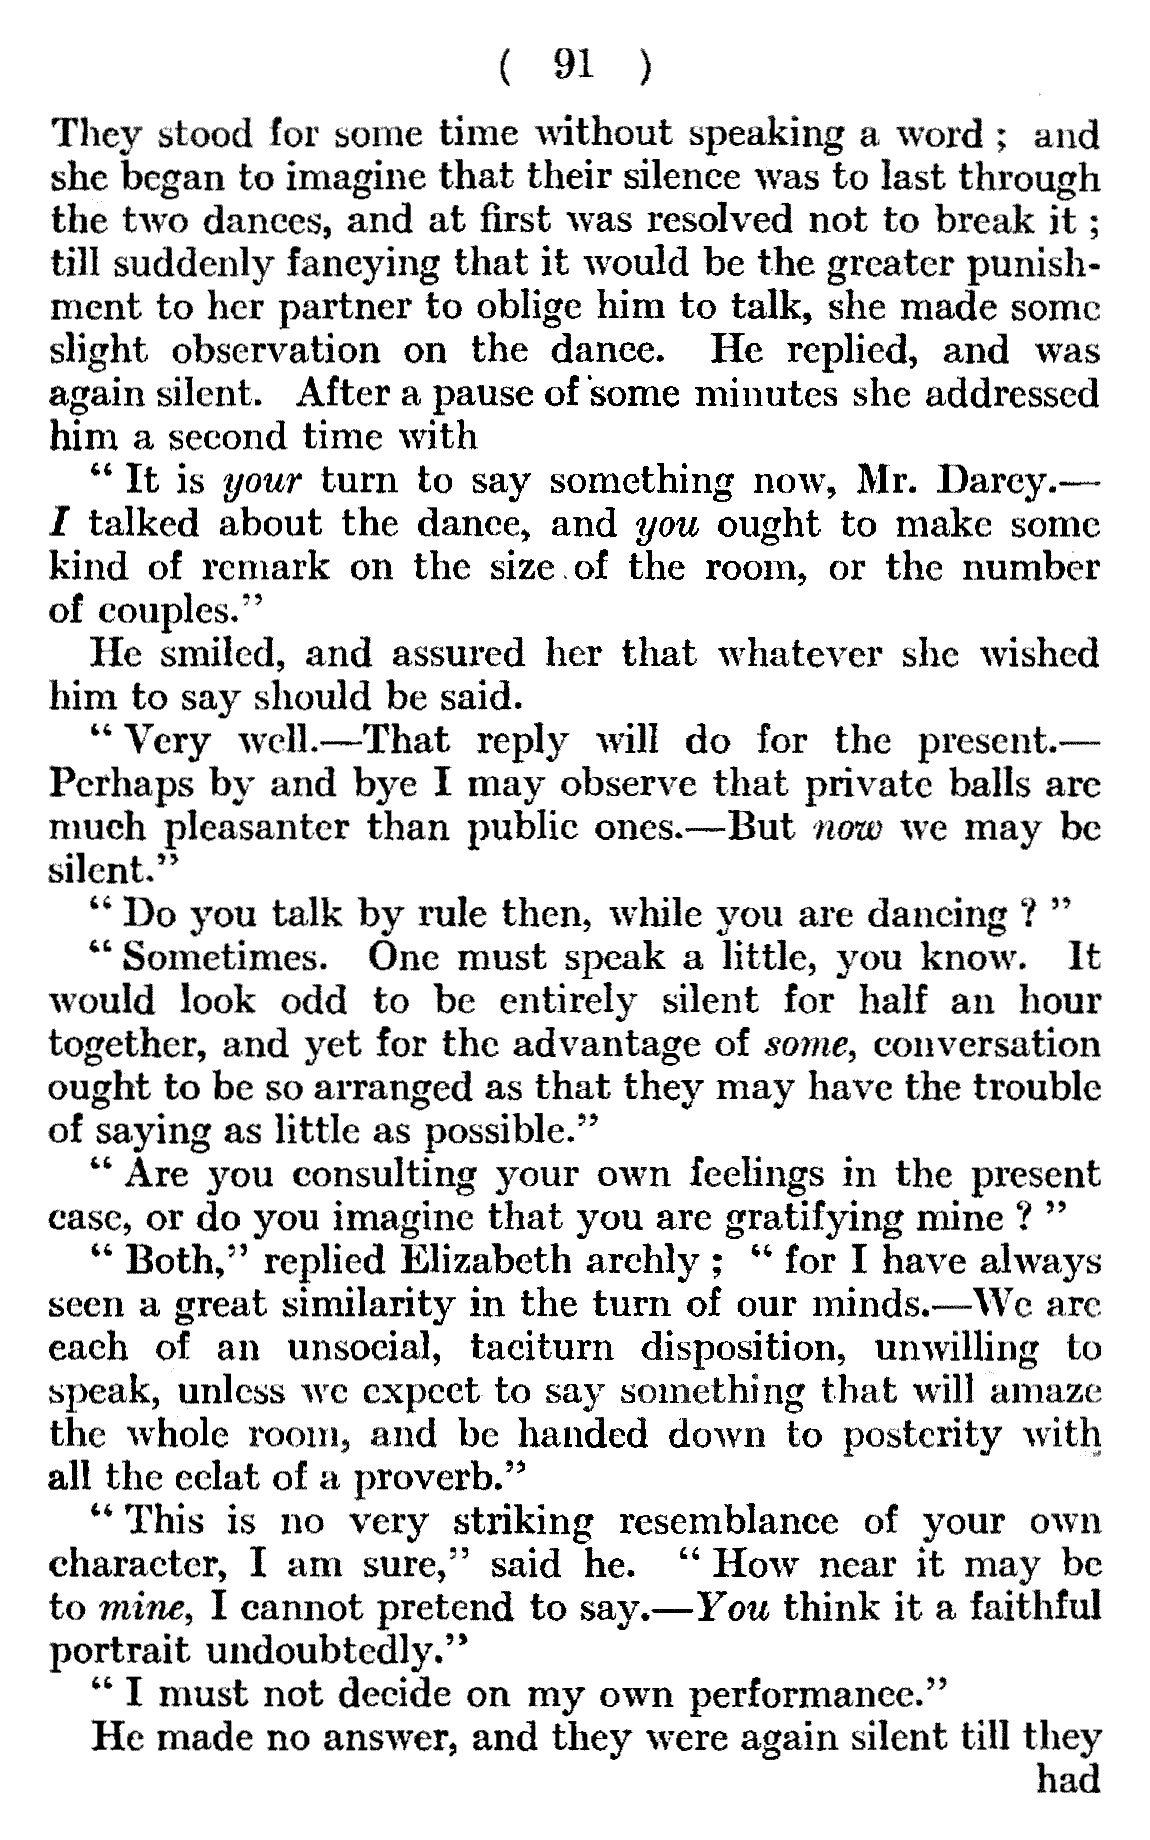 ( 91 )
They stood for some time without speaking a word ; and
she began to imagine that their silence was to last through
the two dances, and at first was resolved not to break it ;
till suddenly fancying that it would be the greater punish-
ment to her partner to oblige him to talk, she made some
slight observation on the dance. He replied, and was
again silent. After a pause of some minutes she addressed
him a second time with
“ It is your turn to say something now, Mr. Darcy.—
I talked about the dance, and you ought to make some
kind of remark on the size of the room, or the number
of couples.”
He smiled, and assured her that whatever she wished
him to say should be said.
“ Very well.—That reply will do for the present.—
Perhaps by and bye I may observe that private balls are
much pleasanter than public ones.—But now we may be
silent.”
“ Do you talk by rule then, while you are dancing ? ”
“ Sometimes. One must speak a little, you know. It
would look odd to be entirely silent for half an hour
together, and yet for the advantage of some, conversation
ought to be so arranged as that they may have the trouble
of saying as little as possible.”
“ Are you consulting your own feelings in the present
case, or do you imagine that you are gratifying mine ? ”
“ Both,” replied Elizabeth archly ; “ for I have always
seen a great similarity in the turn of our minds.—We are
each of an unsocial, taciturn disposition, unwilling to
speak, unless we expect to say something that will amaze
the whole room, and be handed down to posterity with
all the eclat of a proverb.”
“ This is no very striking resemblance of your own
character, I am sure,” said he. “ How near it may be
to mine, I cannot pretend to say.—You think it a faithful
portrait undoubtedly.”
“ I must not decide on my own performance.”
He made no answer, and they were again silent till they
had